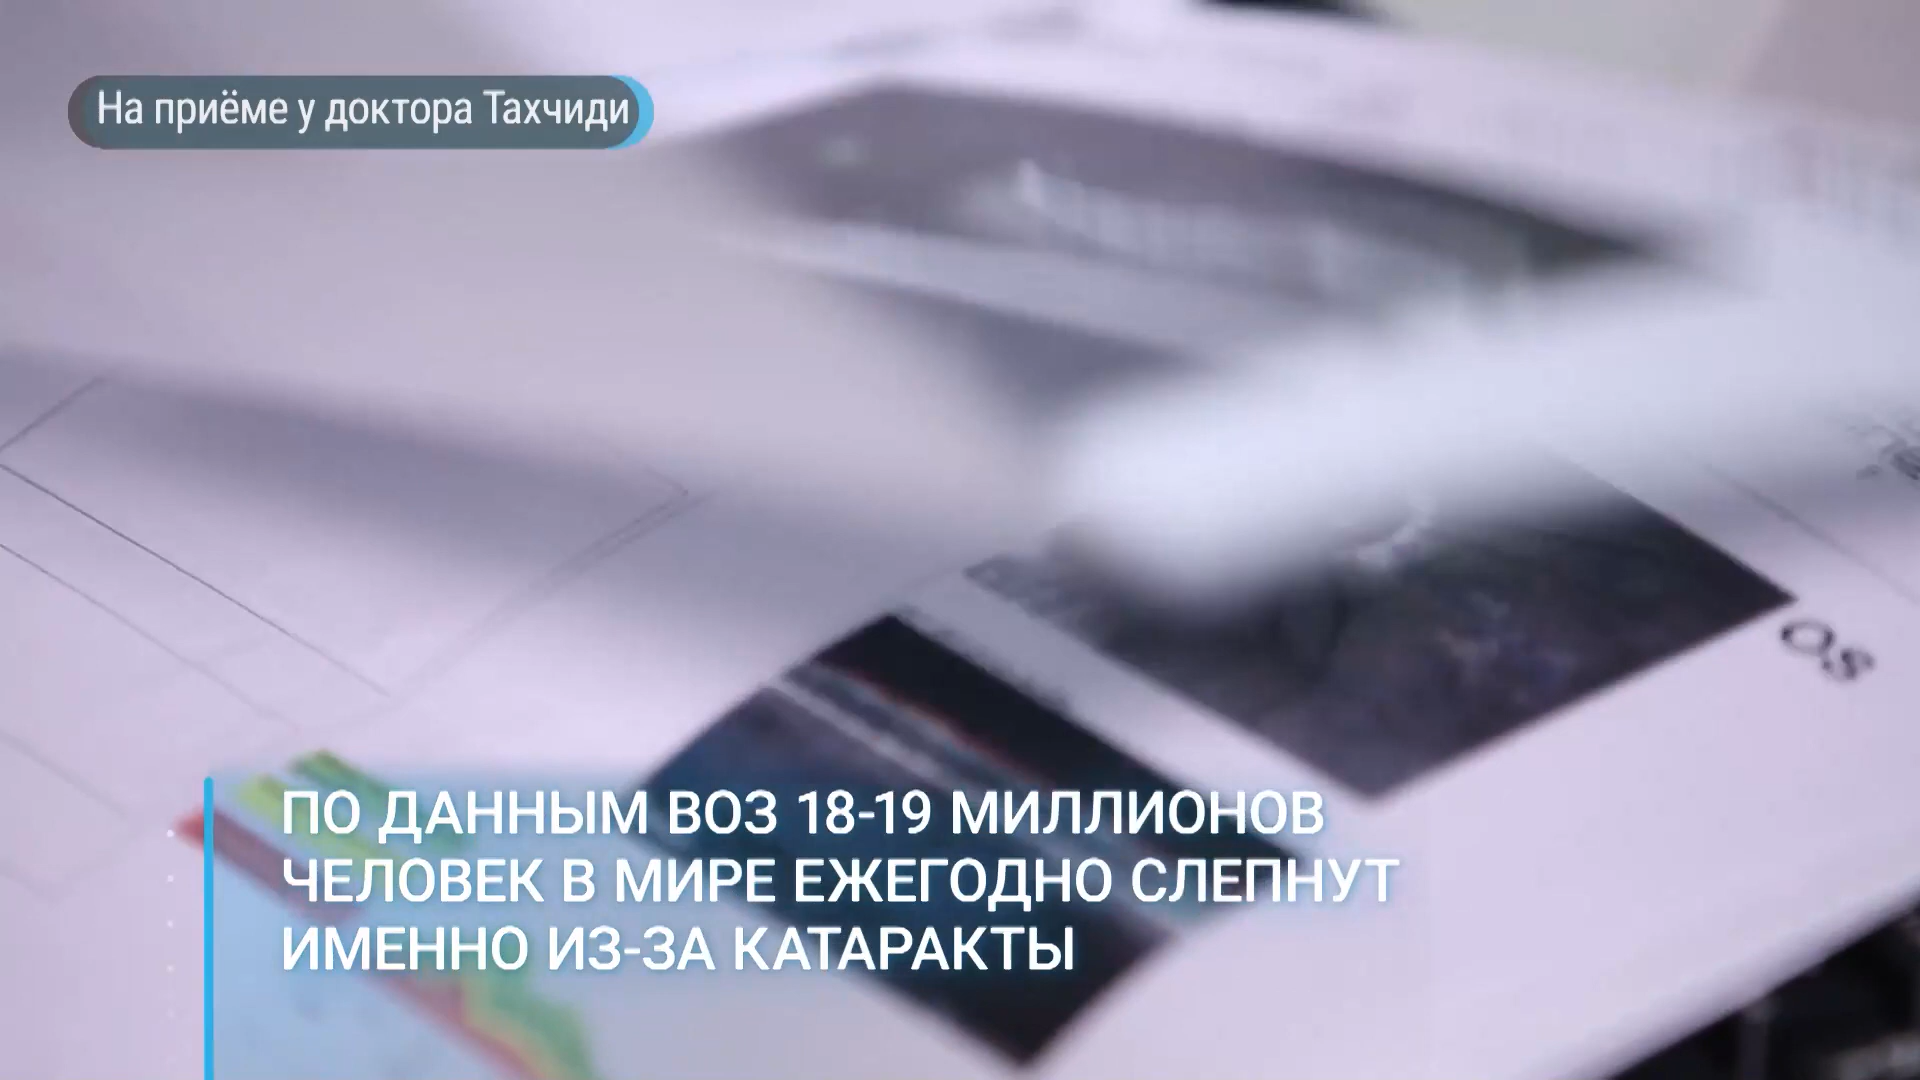 На приёме у доктора Тахчиди
OS
ПО ДАННЫМ ВОЗ 18-19 МИЛЛИОНОВ
ЧЕЛОВЕК В МИРЕ ЕЖЕГОДНО СЛЕПНУТ
ИМЕННО ИЗ-ЗА КАТАРАКТЫ